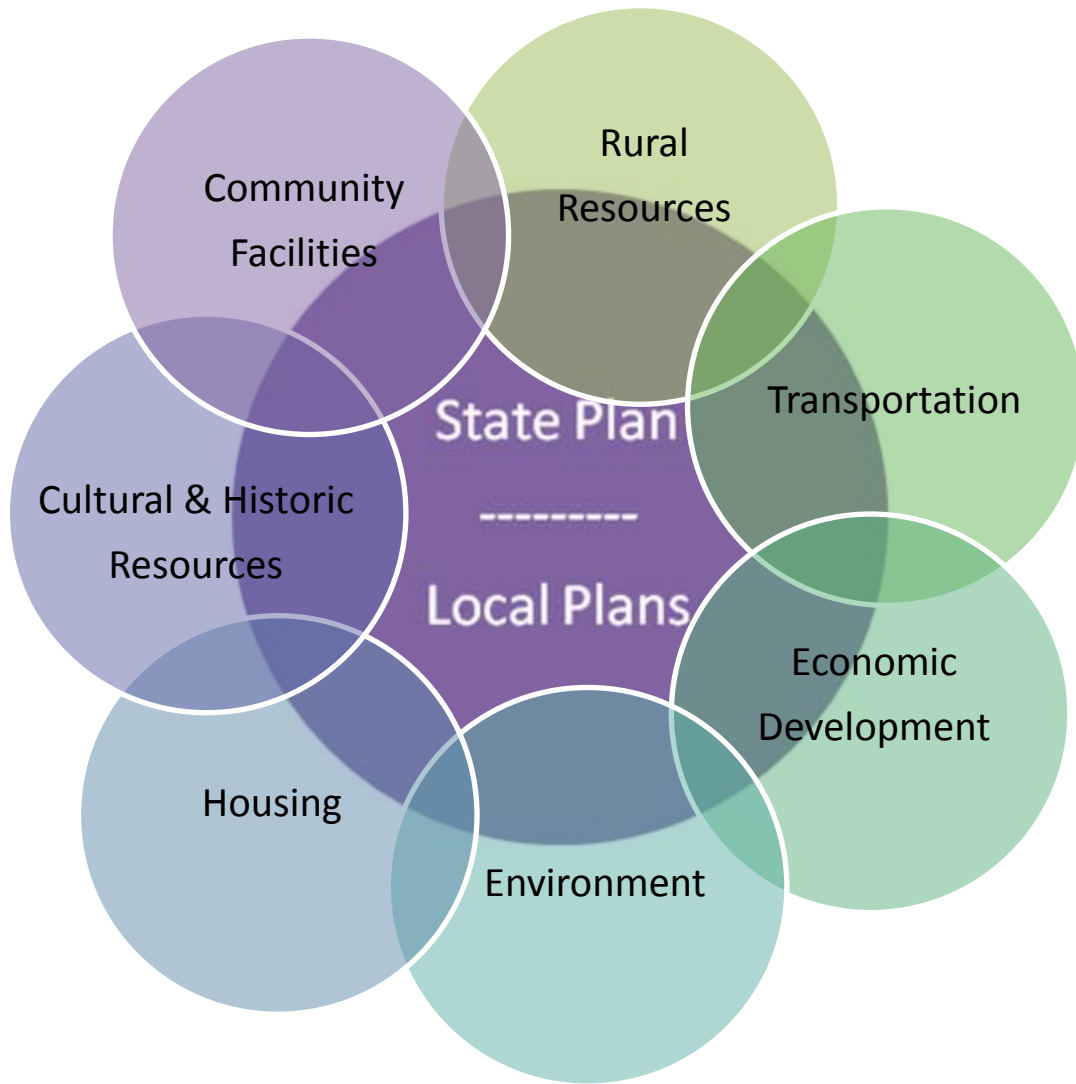 Rural
Resources
Community
Facilities
Transportation
State Plan
---------
Local Plans
Cultural & Historic
Resources
Economic
Development
Housing
Environment